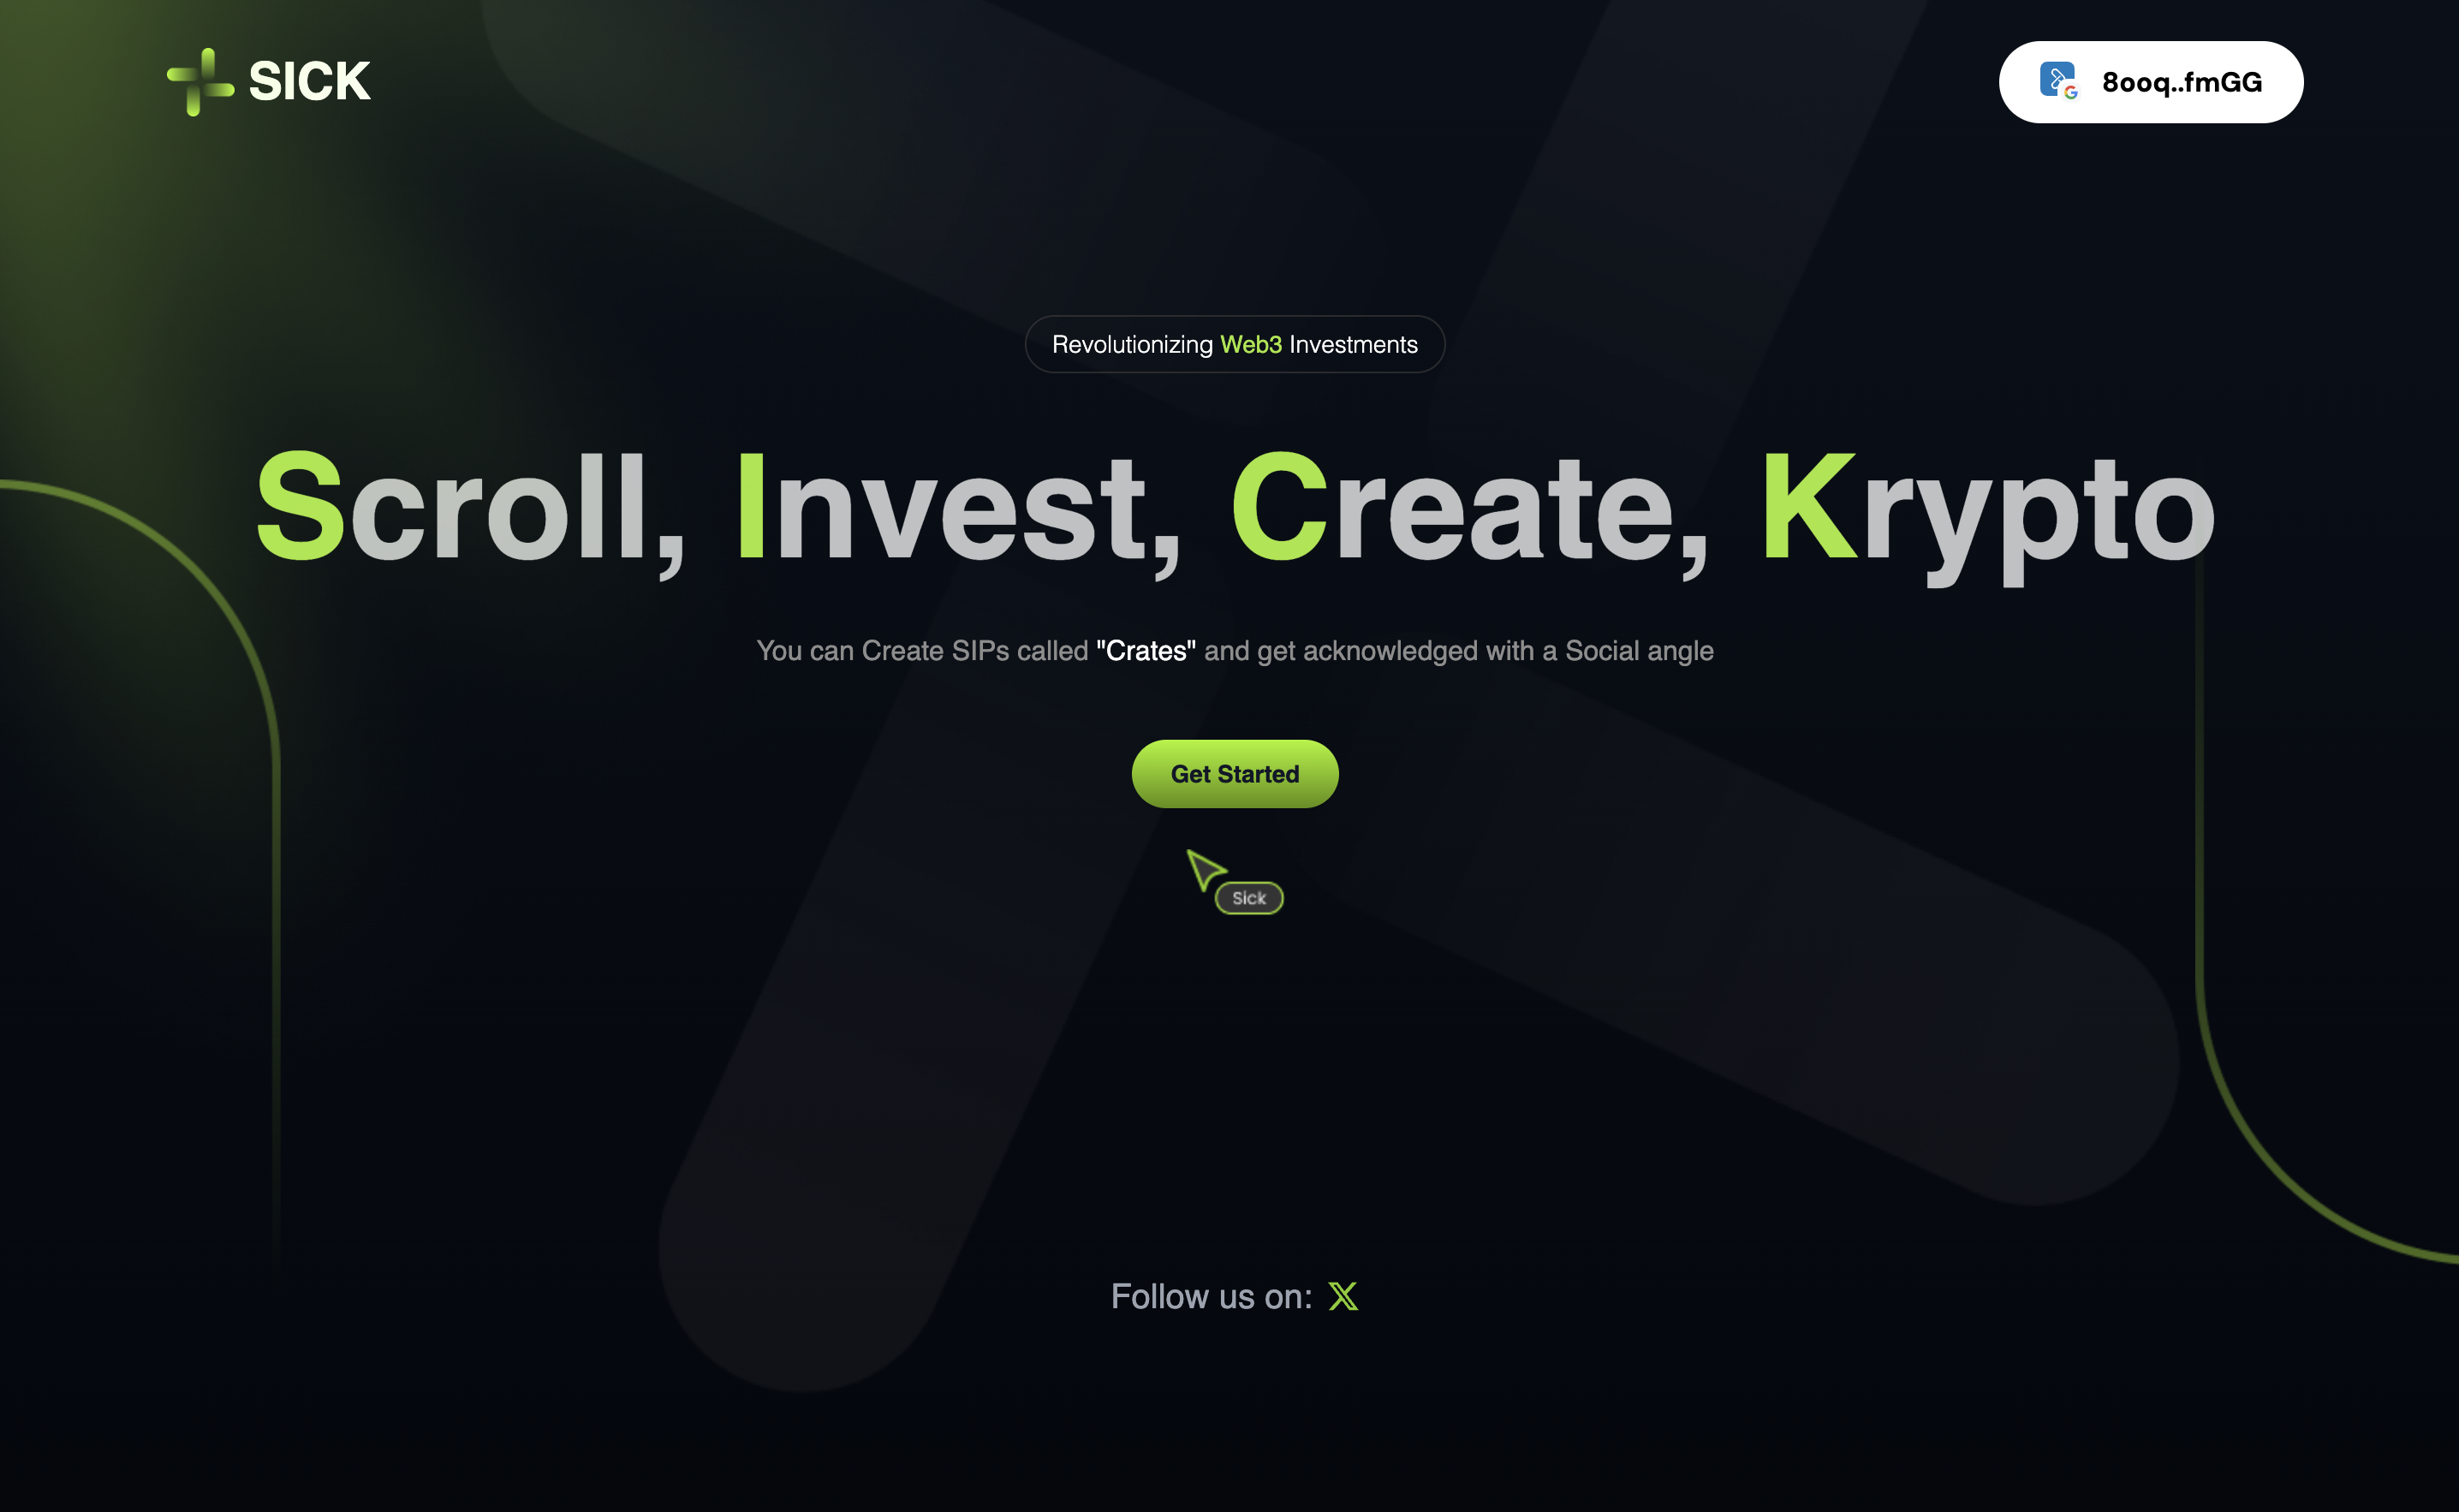 SICK
8ooq..fmGG
Revolutionizing Web3 Investments
Scroll, Invest, Create, Krypto
You can Create SIPs called "Crates" and get acknowledged with a Social angle
Get Started
Sick
Follow us on: X